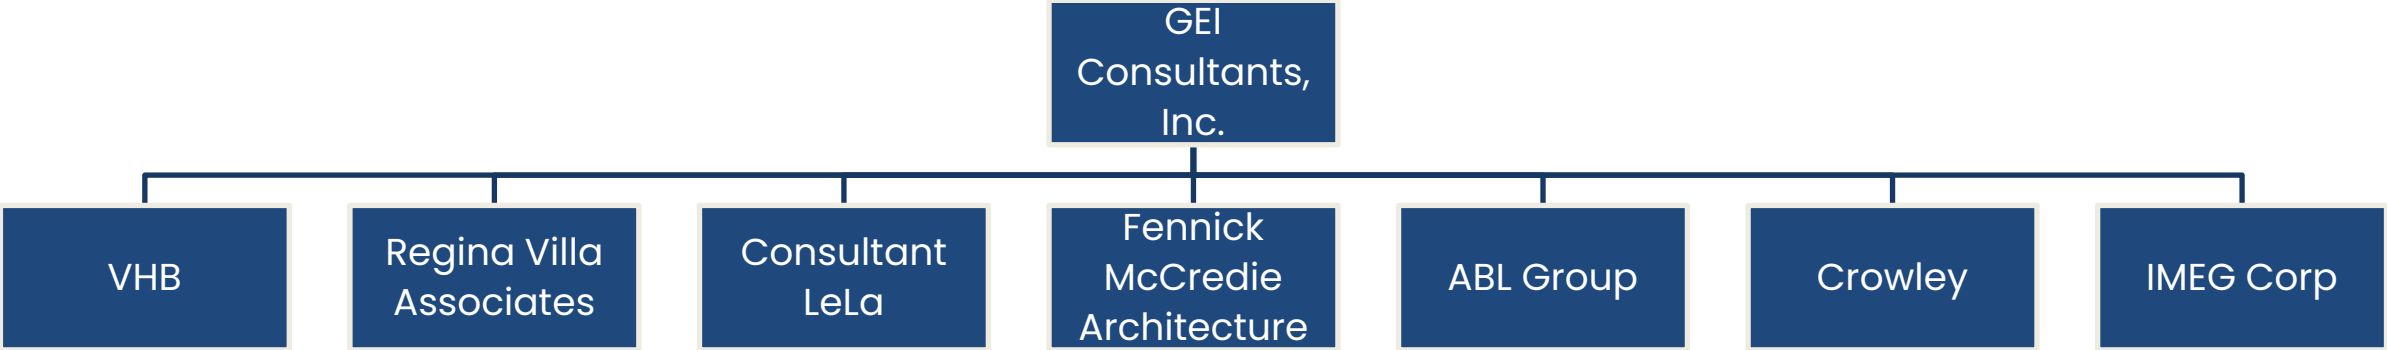 GEI
Consultants,
Inc.
VHB
Regina Villa
Associates
Consultant
LeLa
Fennick
McCredie
Architecture
ABL Group
Crowley
IMEG Corp